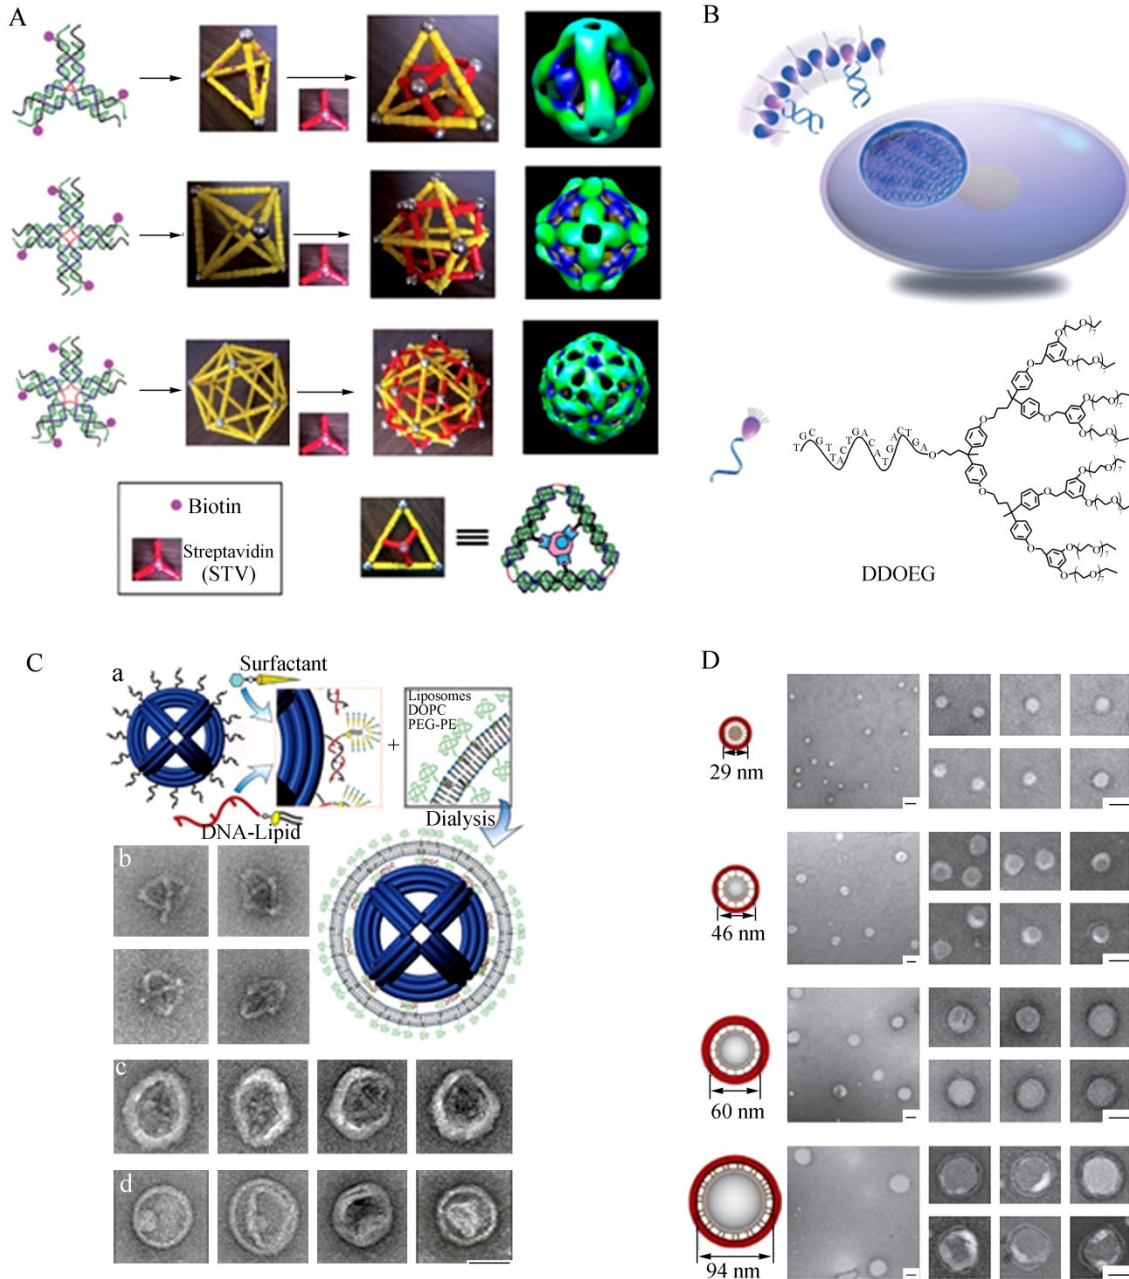 A
B
Biotin
Streptavidin
(STV)
T
G
C
G
T
T
A
C
T
G
A
C
A
T
G
A
C
T
G
A
O
DDOEG
C
a
Surfactant
Liposomes
DOPC
PEG-PE
+
DNA-Lipid
Dialysis
b
c
d
D
29 nm
46 nm
60 nm
94 nm